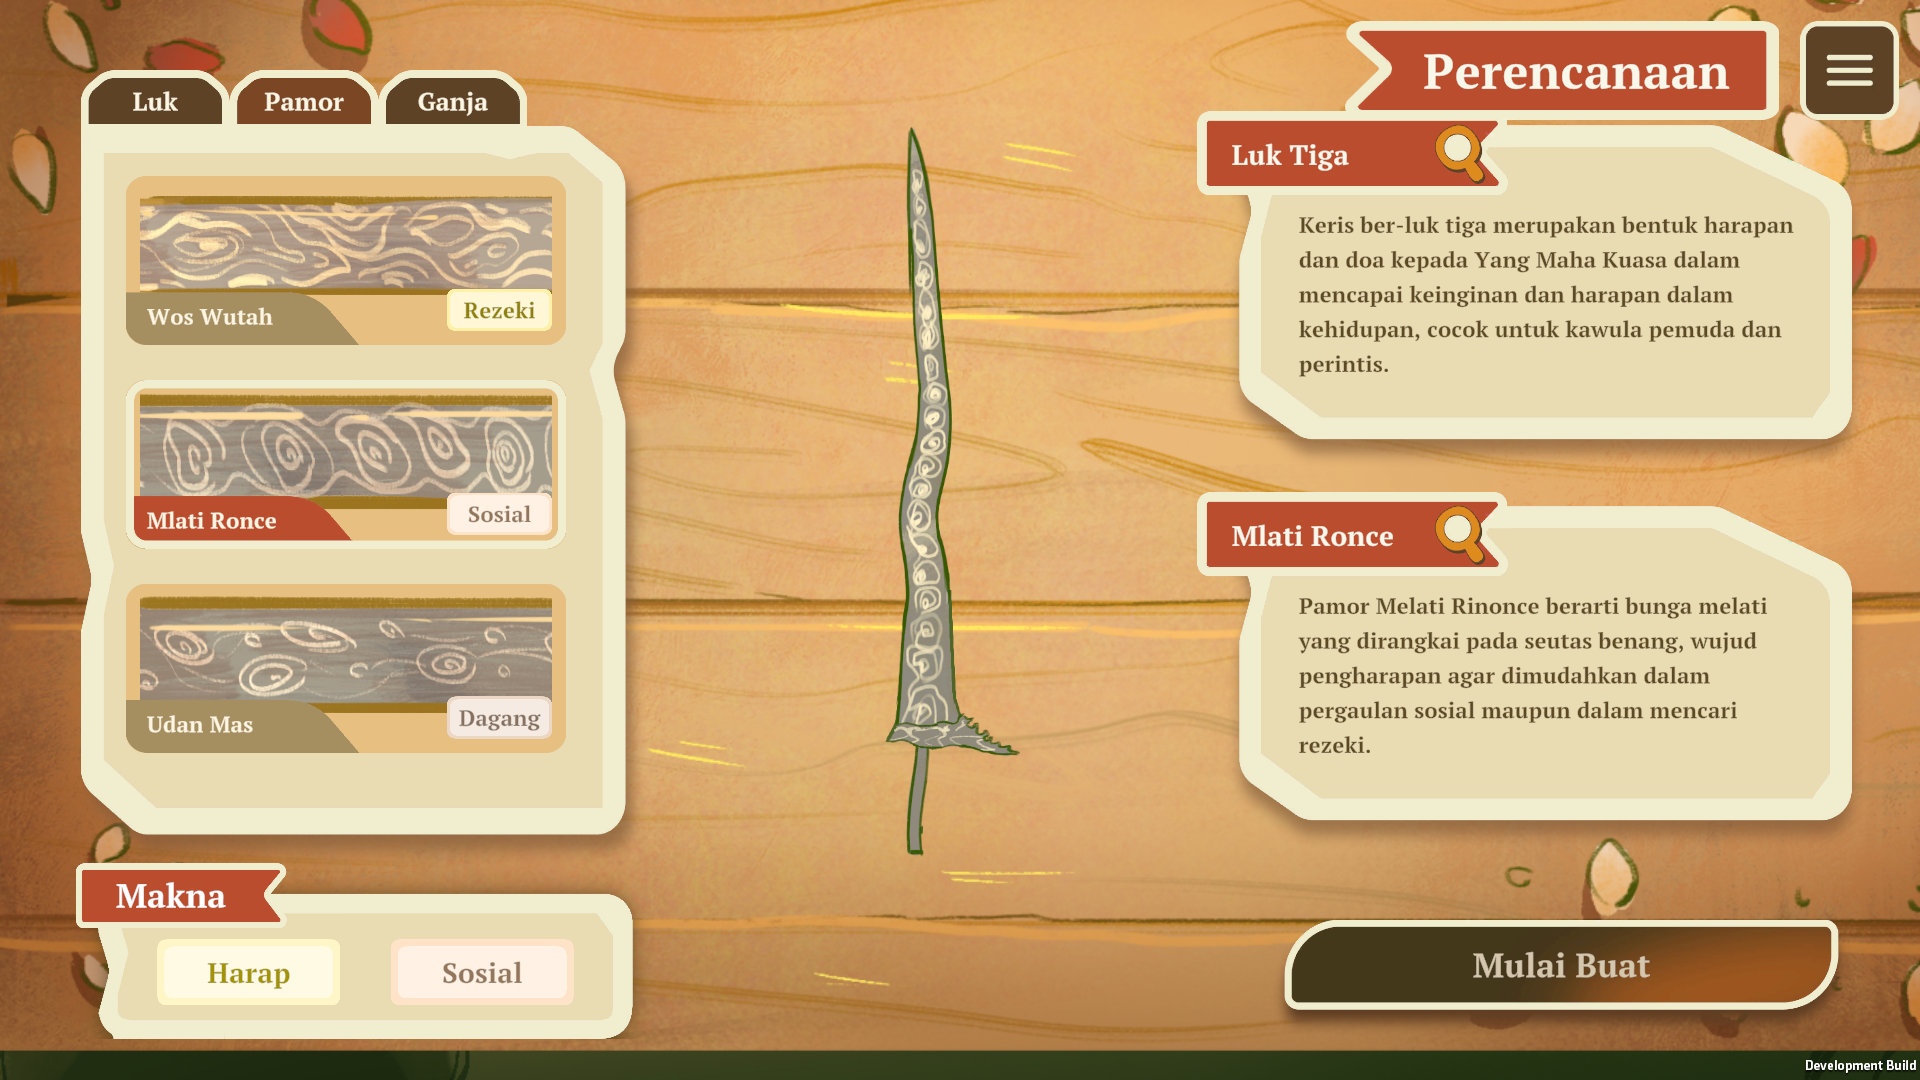 Luk
Pamor
Ganja
Wos Wutah
Rezeki
Mlati Ronce
Sosial
Udan Mas
Dagang
Makna
Harap
Sosial
Perencanaan
Luk Tiga
Keris ber-luk tiga merupakan bentuk harapan
dan doa kepada Yang Maha Kuasa dalam
mencapai keinginan dan harapan dalam
kehidupan, cocok untuk kawula pemuda dan
perintis.
Mlati Ronce
Pamor Melati Rinonce berarti bunga melati
yang dirangkai pada seutas benang, wujud
pengharapan agar dimudahkan dalam
pergaulan sosial maupun dalam mencari
rezeki.
Mulai Buat
Development Build